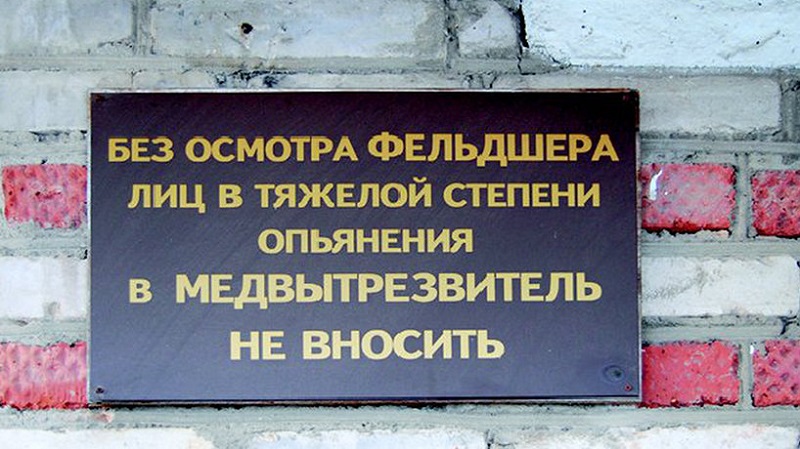 БЕЗ ОСМОТРА ФЕЛЬДШЕРА
ЛИЦ В ТЯЖЕЛОЙ СТЕПЕНИ
ОПЬЯНЕНИЯ
В МЕДВЫТРЕЗВИТЕЛЬ
НЕ ВНОСИТЬ